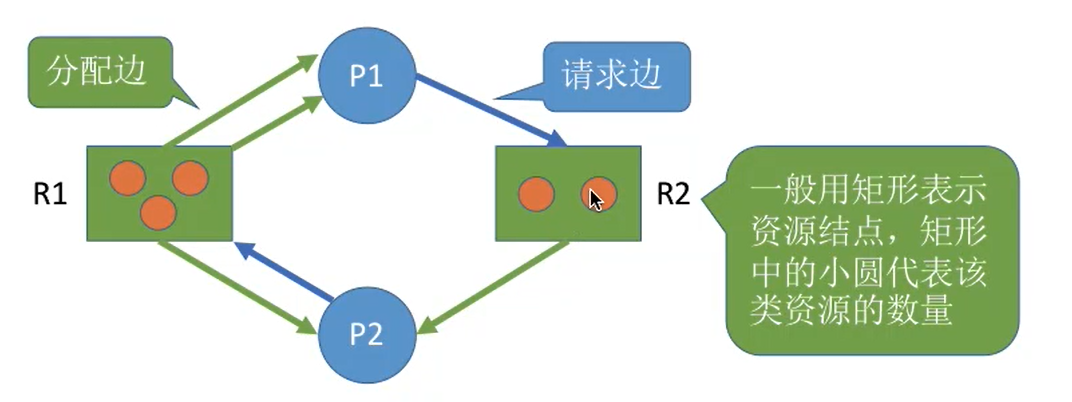 分配边
P1
请求边
R1
R2
一般用矩形表示
资源结点，矩形
中的小圆代表该
类资源的数量
P2